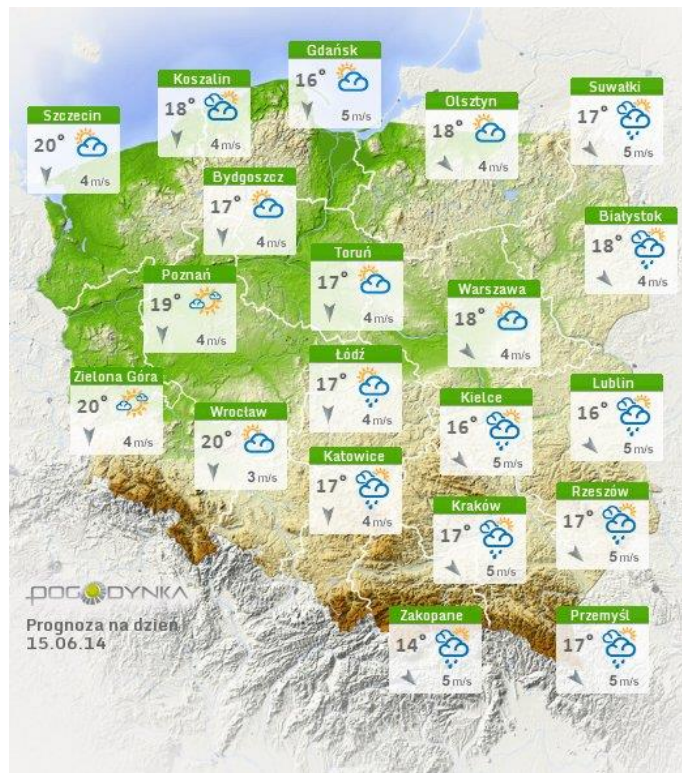 Gdańsk
16°
5 m/s
Koszalin
18°
4 m/s
Suwałki
17°
5 m/s
Olsztyn
18°
4 m/s
Szczecin
20°
4 m/s
Bydgoszcz
17°
4 m/s
Białystok
18°
4 m/s
Toruń
17°
4 m/s
Poznań
19°
4 m/s
Warszawa
18°
4 m/s
Łódź
17°
4 m/s
Zielona Góra
20°
4 m/s
Lublin
16°
5 m/s
Kielce
16°
5 m/s
Wrocław
20°
3 m/s
Katowice
17°
4 m/s
Rzeszów
17°
5 m/s
Kraków
17°
5 m/s
POGODYNKA
Prognoza na dzień
15.06.14
Zakopane
14°
5 m/s
Przemyśl
17°
5 m/s